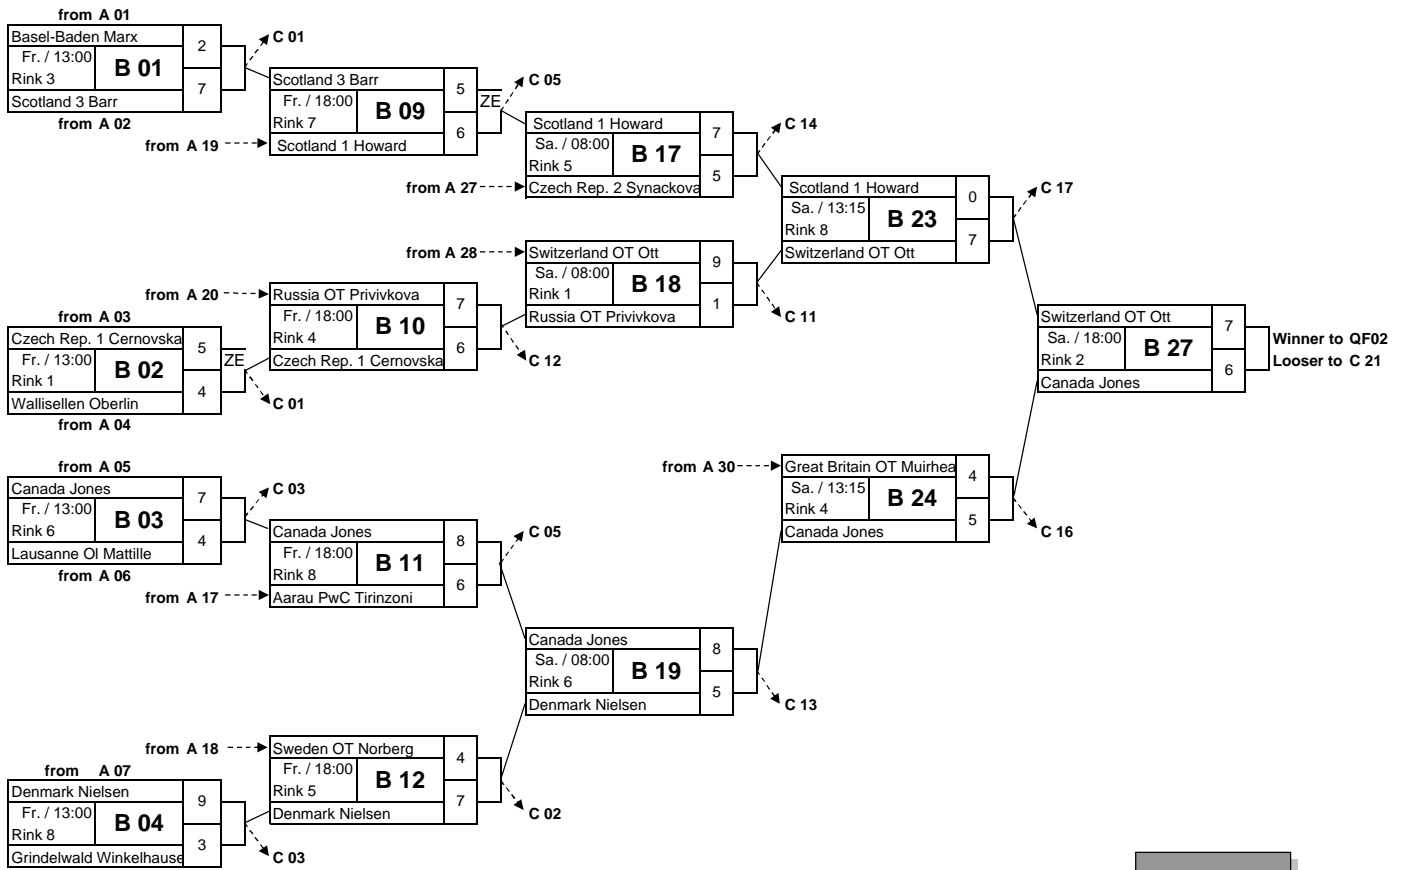 from A 01
Basel-Baden Marx
2
Fr. / 13:00
Rink 3
B 01
7
Scotland 3 Barr
from A 02
C 01
Scotland 3 Barr
5
Fr. / 18:00
Rink 7
B 09
ZE
6
from A 19
Scotland 1 Howard
C 05
Scotland 1 Howard
7
Sa. / 08:00
Rink 5
B 17
5
from A 27
Czech Rep. 2 Synackova
C 14
Scotland 1 Howard
0
Sa. / 13:15
Rink 8
B 23
7
Switzerland OT Ott
C 17
from A 28
Switzerland OT Ott
9
Sa. / 08:00
Rink 1
B 18
1
Russia OT Privivkova
C 11
from A 20
Russia OT Privivkova
7
Fr. / 18:00
Rink 4
B 10
6
Czech Rep. 1 Cernovska
C 12
from A 03
Czech Rep. 1 Cernovska
5
Fr. / 13:00
Rink 1
B 02
ZE
4
Wallisellen Oberlin
from A 04
C 01
Switzerland OT Ott
7
Sa. / 18:00
Rink 2
B 27
6
Canada Jones
Winner to QF02
Looser to C 21
from A 05
Canada Jones
7
Fr. / 13:00
Rink 6
B 03
4
Lausanne Ol Mattille
from A 06
C 03
Canada Jones
8
Fr. / 18:00
Rink 8
B 11
6
from A 17
Aarau PwC Tirinzoni
C 05
from A 30
Great Britain OT Muirhea
4
Sa. / 13:15
Rink 4
B 24
5
Canada Jones
C 16
Canada Jones
8
Sa. / 08:00
Rink 6
B 19
5
Denmark Nielsen
C 13
from A 18
Sweden OT Norberg
4
Fr. / 18:00
Rink 5
B 12
7
Denmark Nielsen
C 02
from A 07
Denmark Nielsen
9
Fr. / 13:00
Rink 8
B 04
3
Grindelwald Winkelhause
C 03